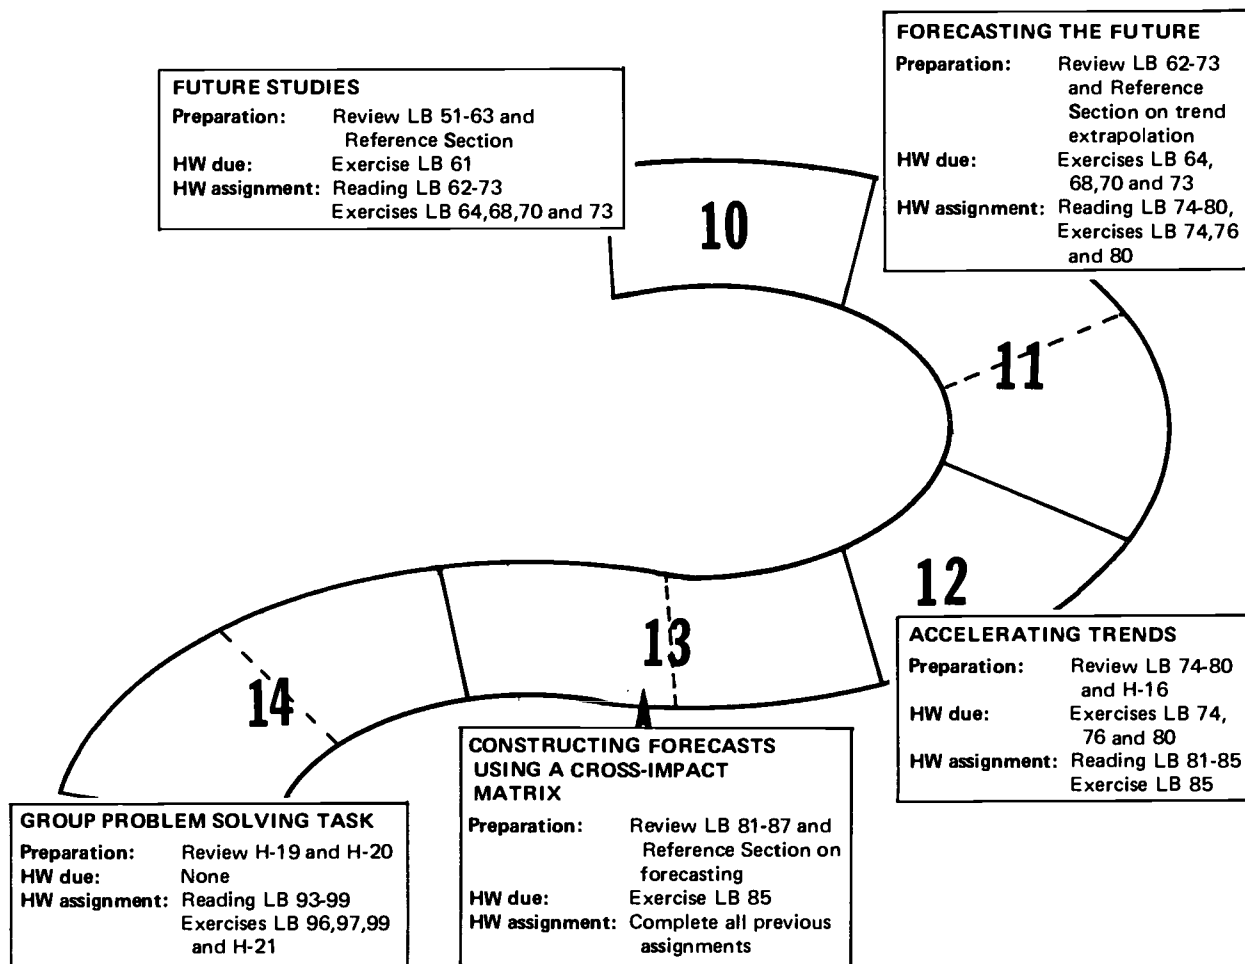 FUTURE STUDIES
Preparation: Review LB 51-63 and
Reference Section
HW due: Exercise LB 61
HW assignment: Reading LB 62-73
Exercises LB 64,68,70 and 73
10
FORECASTING THE FUTURE
Preparation: Review LB 62-73
and Reference
Section on trend
extrapolation
HW due: Exercises LB 64,
68,70 and 73
HW assignment: Reading LB 74-80,
Exercises LB 74,76
and 80
11
12
ACCELERATING TRENDS
Preparation: Review LB 74-80
and H-16
HW due: Exercises LB 74,
76 and 80
HW assignment: Reading LB 81-85
Exercise LB 85
13
CONSTRUCTING FORECASTS
USING A CROSS-IMPACT
MATRIX
Preparation: Review LB 81-87 and
Reference Section on
forecasting
HW due: Exercise LB 85
HW assignment: Complete all previous
assignments
14
GROUP PROBLEM SOLVING TASK
Preparation: Review H-19 and H-20
HW due: None
HW assignment: Reading LB 93-99
Exercises LB 96,97,99
and H-21